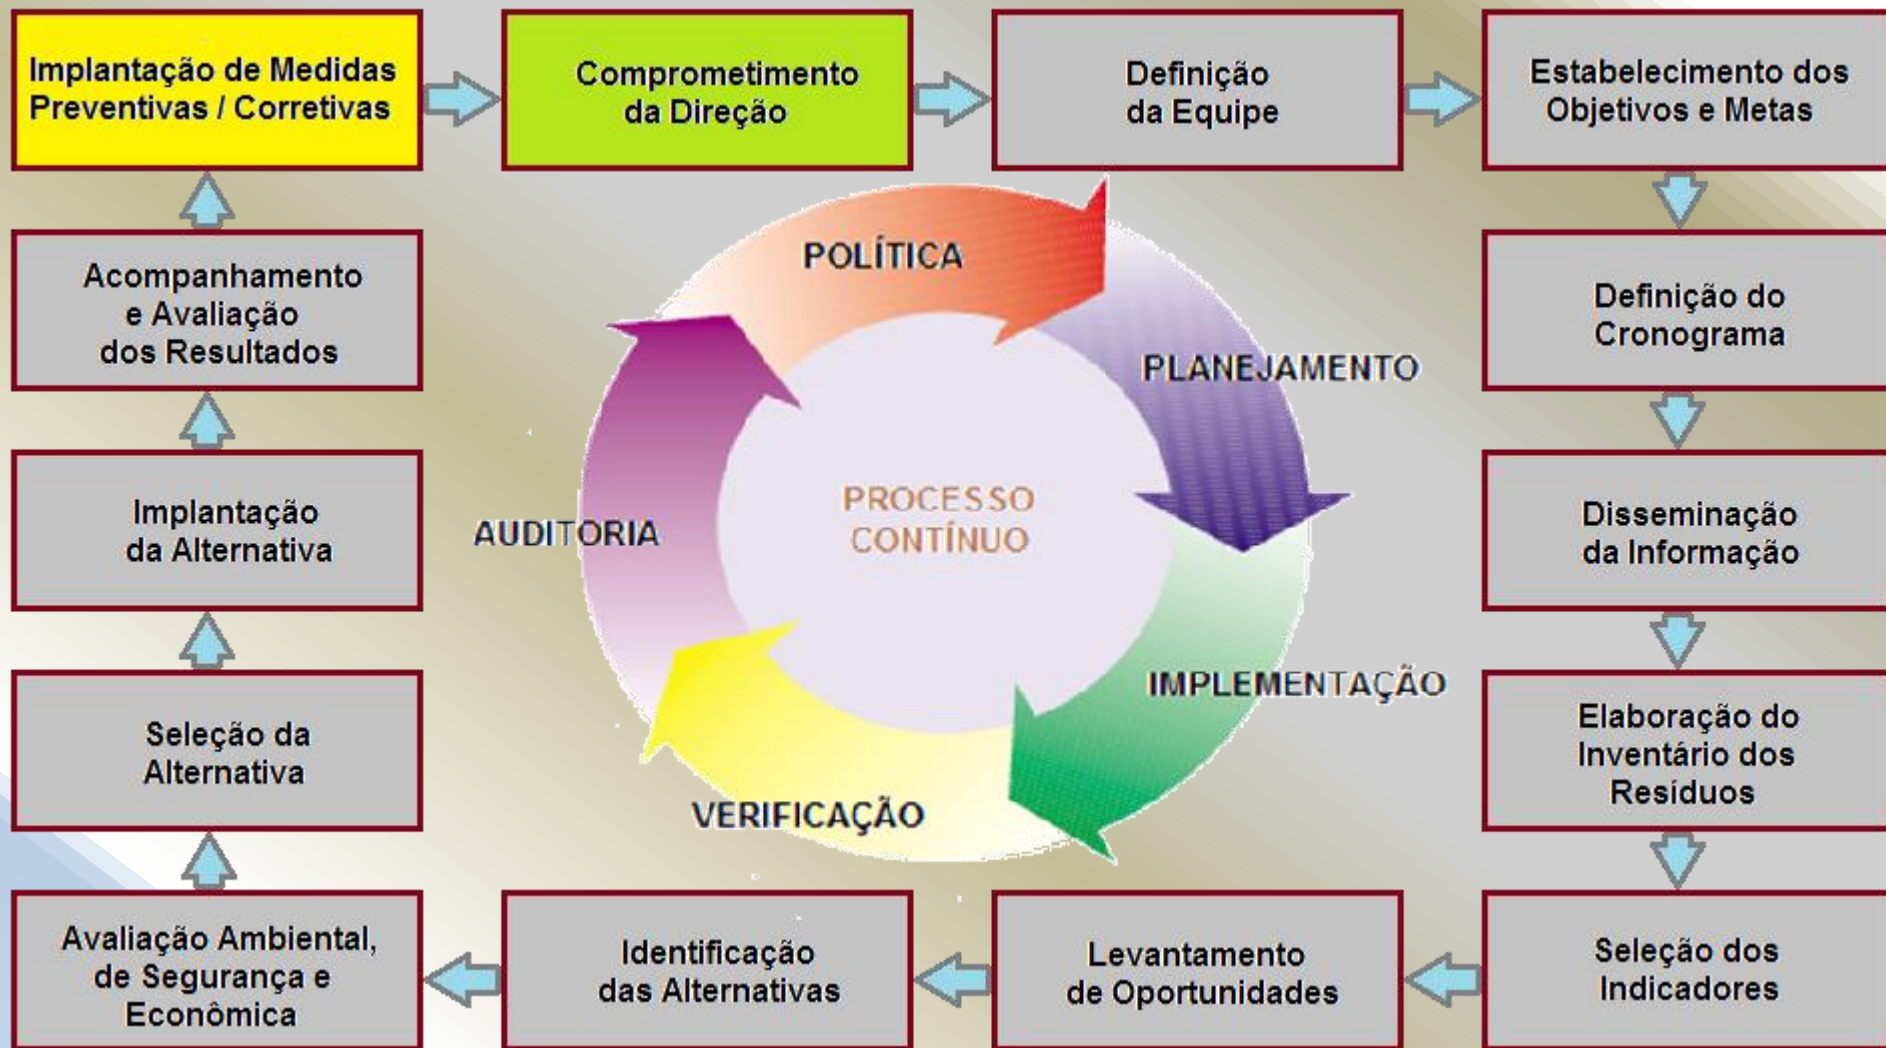 Implantação de Medidas
Preventivas / Corretivas
Comprometimento
da Direção
Definição
da Equipe
Estabelecimento dos
Objetivos e Metas
Definição do
Cronograma
Disseminação
da Informação
Elaboração do
Inventário dos
Resíduos
Seleção dos
Indicadores
Levantamento
de Oportunidades
Identificação
das Alternativas
Avaliação Ambiental,
de Segurança e
Econômica
Seleção da
Alternativa
Implantação
da Alternativa
Acompanhamento
e Avaliação
dos Resultados
POLÍTICA
PLANEJAMENTO
IMPLEMENTAÇÃO
VERIFICAÇÃO
AUDITORIA
PROCESSO
CONTÍNUO